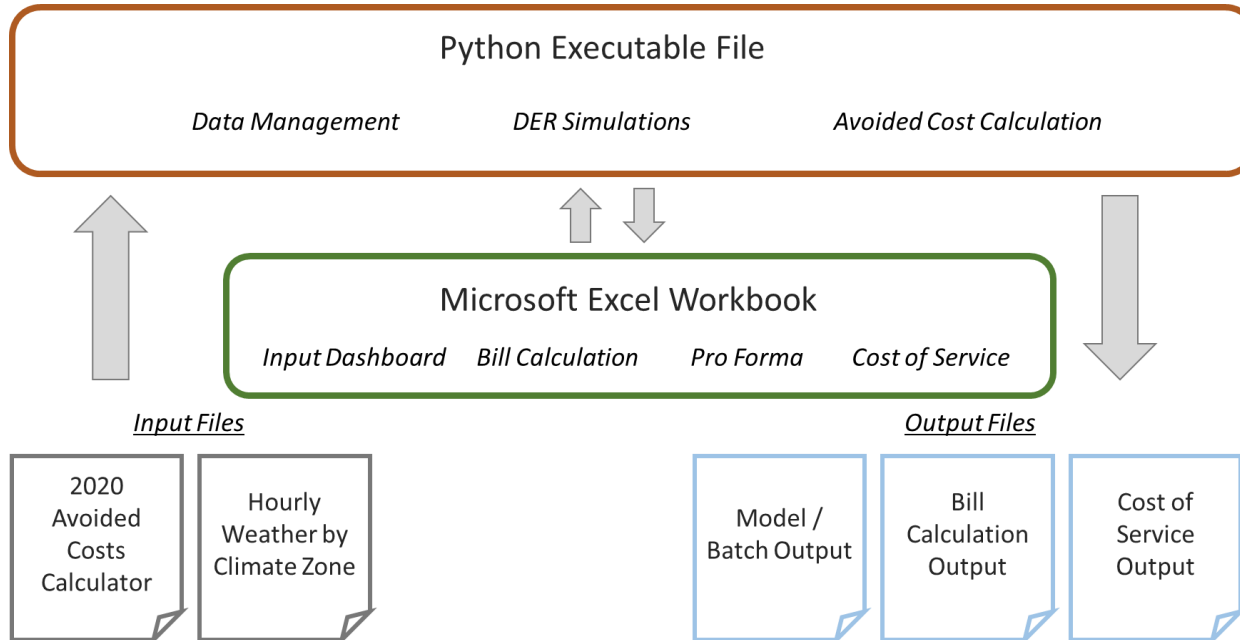 Python Executable File
Data Management
DER Simulations
Avoided Cost Calculation
Microsoft Excel Workbook
Input Dashboard
Bill Calculation
Pro Forma
Cost of Service
Input Files
2020
Avoided
Costs
Calculator
Hourly
Weather by
Climate Zone
Output Files
Model /
Batch Output
Bill
Calculation
Output
Cost of
Service
Output